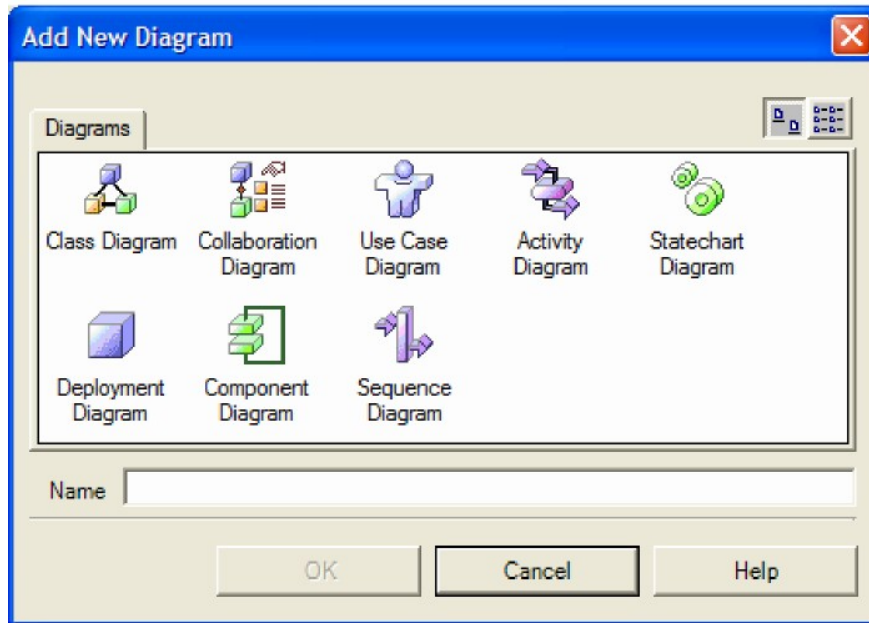 Add New Diagram
Diagrams
Class Diagram
Collaboration
Diagram
Use Case
Diagram
Activity
Diagram
Statechart
Diagram
Deployment
Diagram
Component
Diagram
Sequence
Diagram
Name
OK
Cancel
Help